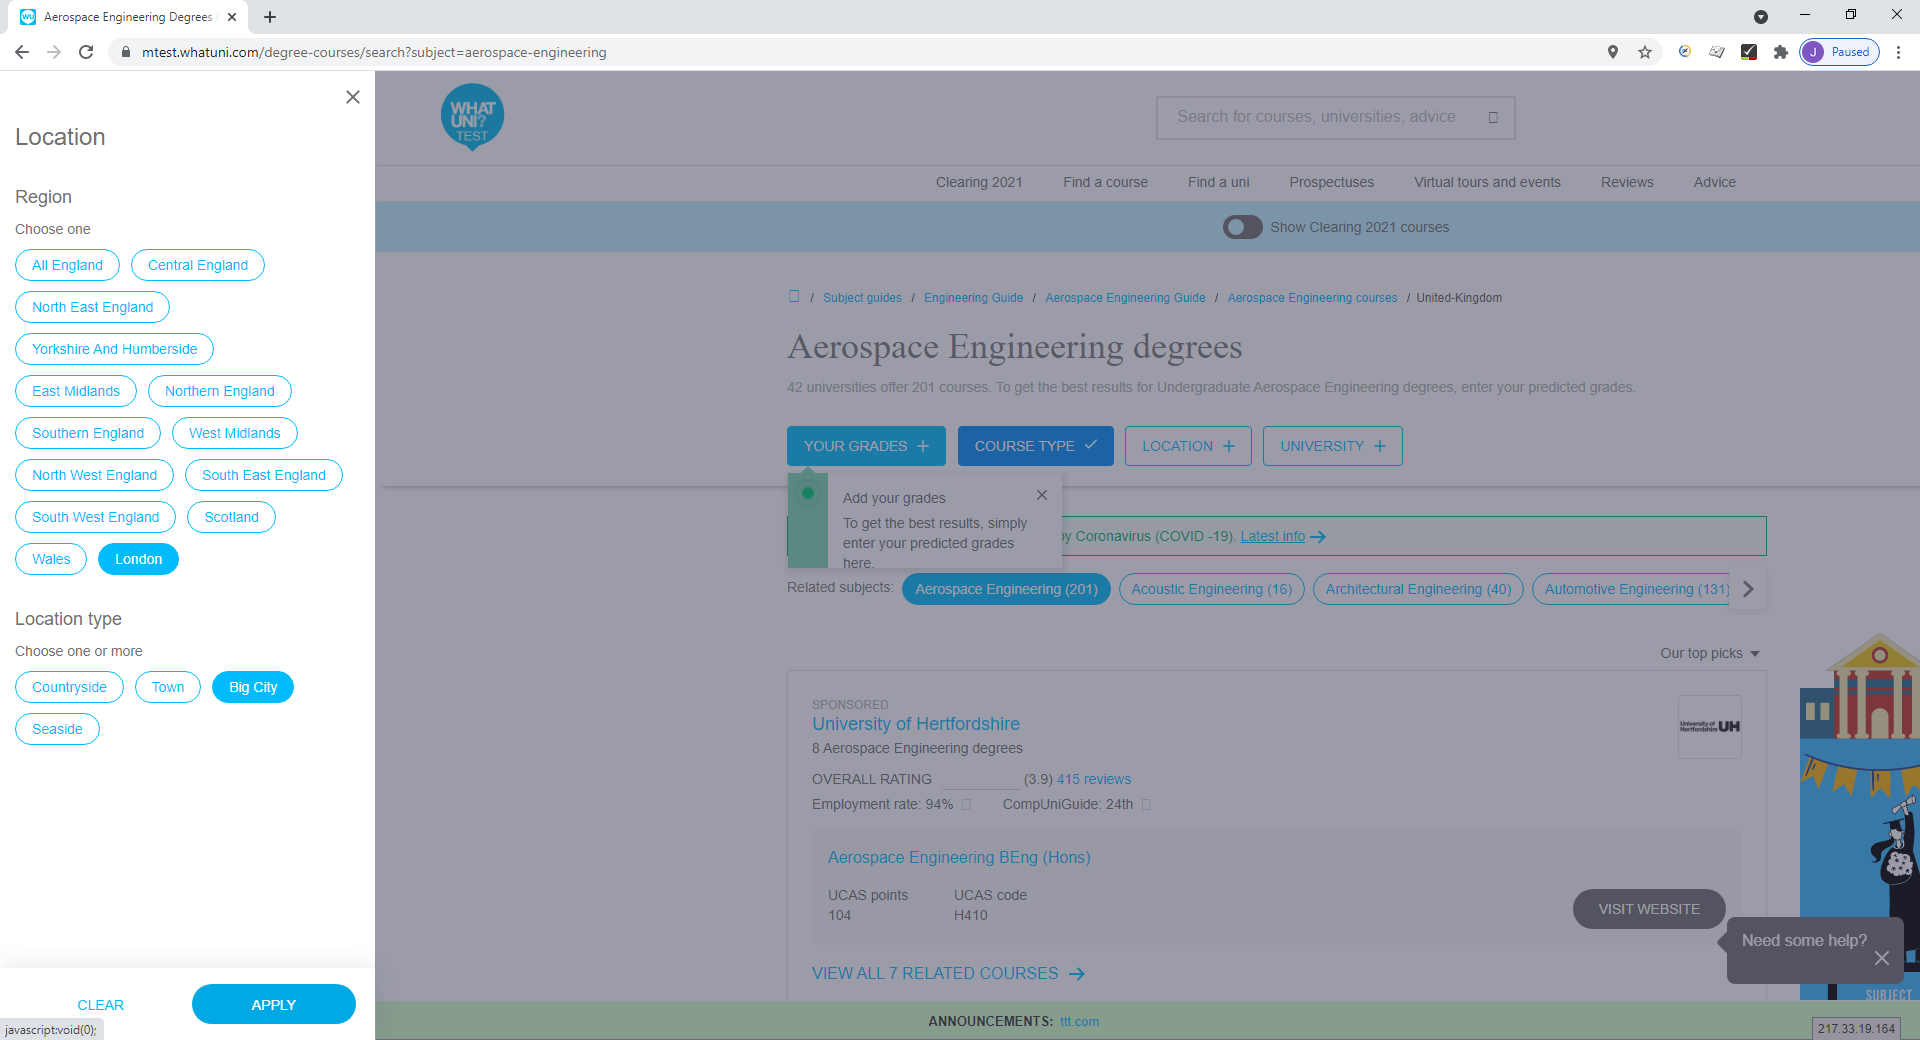 Aerospace Engineering Degrees
mtest.whatuni.com/degree-courses/search?subject=aerospace-engineering
J Paused
Location
Region
Choose one
All England
Central England
North East England
Yorkshire And Humberside
East Midlands
Northern England
Southern England
West Midlands
North West England
South East England
South West England
Scotland
Wales
London
Location type
Choose one or more
Countryside
Town
Big City
Seaside
CLEAR
APPLY
javascript:void(0);
WHAT
UNI?
TEST
Search for courses, universities, advice
Clearing 2021
Find a course
Find a uni
Prospectuses
Virtual tours and events
Reviews
Advice
Show Clearing 2021 courses
/ Subject guides / Engineering Guide / Aerospace Engineering Guide / Aerospace Engineering courses / United-Kingdom
Aerospace Engineering degrees
42 universities offer 201 courses. To get the best results for Undergraduate Aerospace Engineering degrees, enter your predicted grades.
YOUR GRADES
COURSE TYPE
LOCATION
UNIVERSITY
Add your grades
To get the best results, simply
enter your predicted grades
here.
by Coronavirus (COVID -19). Latest info
Related subjects:
Aerospace Engineering (201)
Acoustic Engineering (16)
Architectural Engineering (40)
Automotive Engineering (131)
Our top picks
SPONSORED
University of Hertfordshire
8 Aerospace Engineering degrees
OVERALL RATING (3.9) 415 reviews
Employment rate: 94% CompUniGuide: 24th
University of
Hertfordshire UH
Aerospace Engineering BEng (Hons)
UCAS points
104
UCAS code
H410
VISIT WEBSITE
VIEW ALL 7 RELATED COURSES
Need some help?
SUBJECT
ANNOUNCEMENTS: ttt.com
217.33.19.164